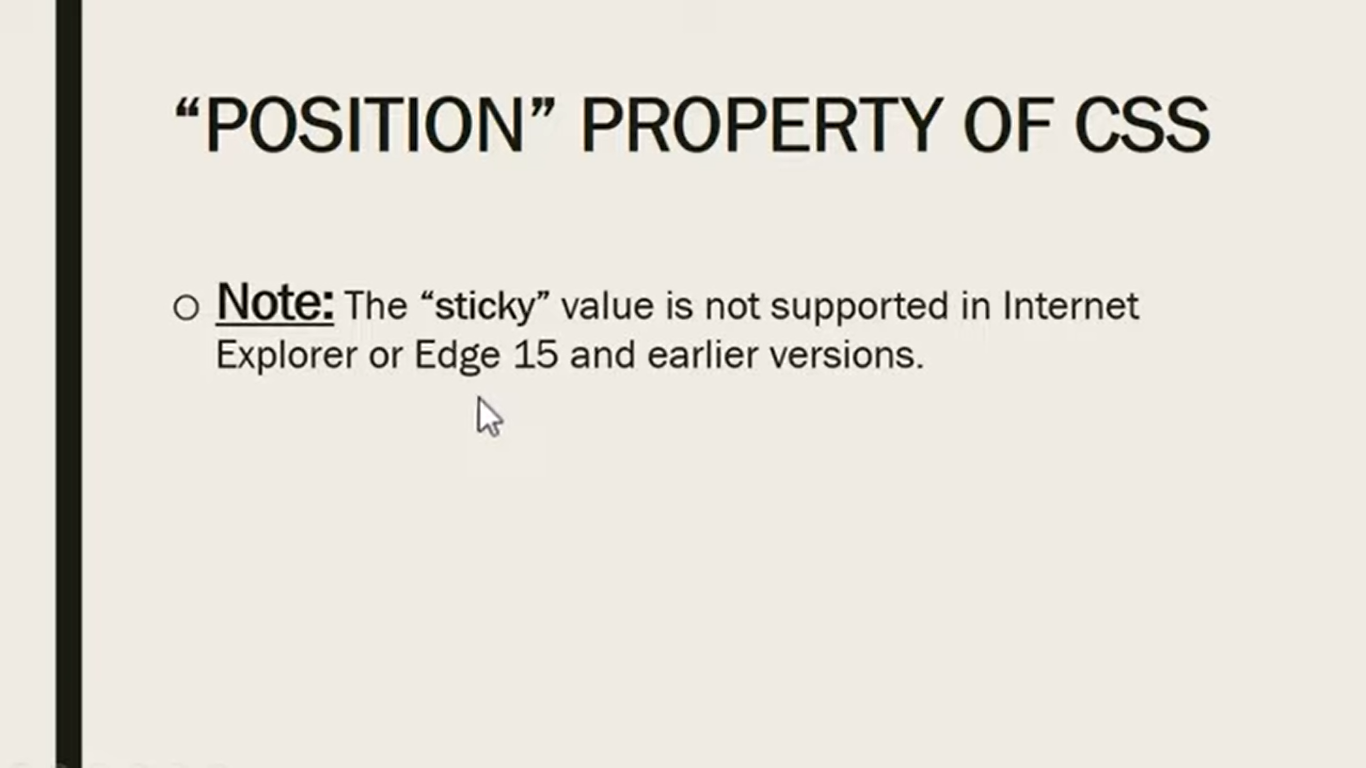 “POSITION” PROPERTY OF CSS
Note: The “sticky” value is not supported in Internet
Explorer or Edge 15 and earlier versions.